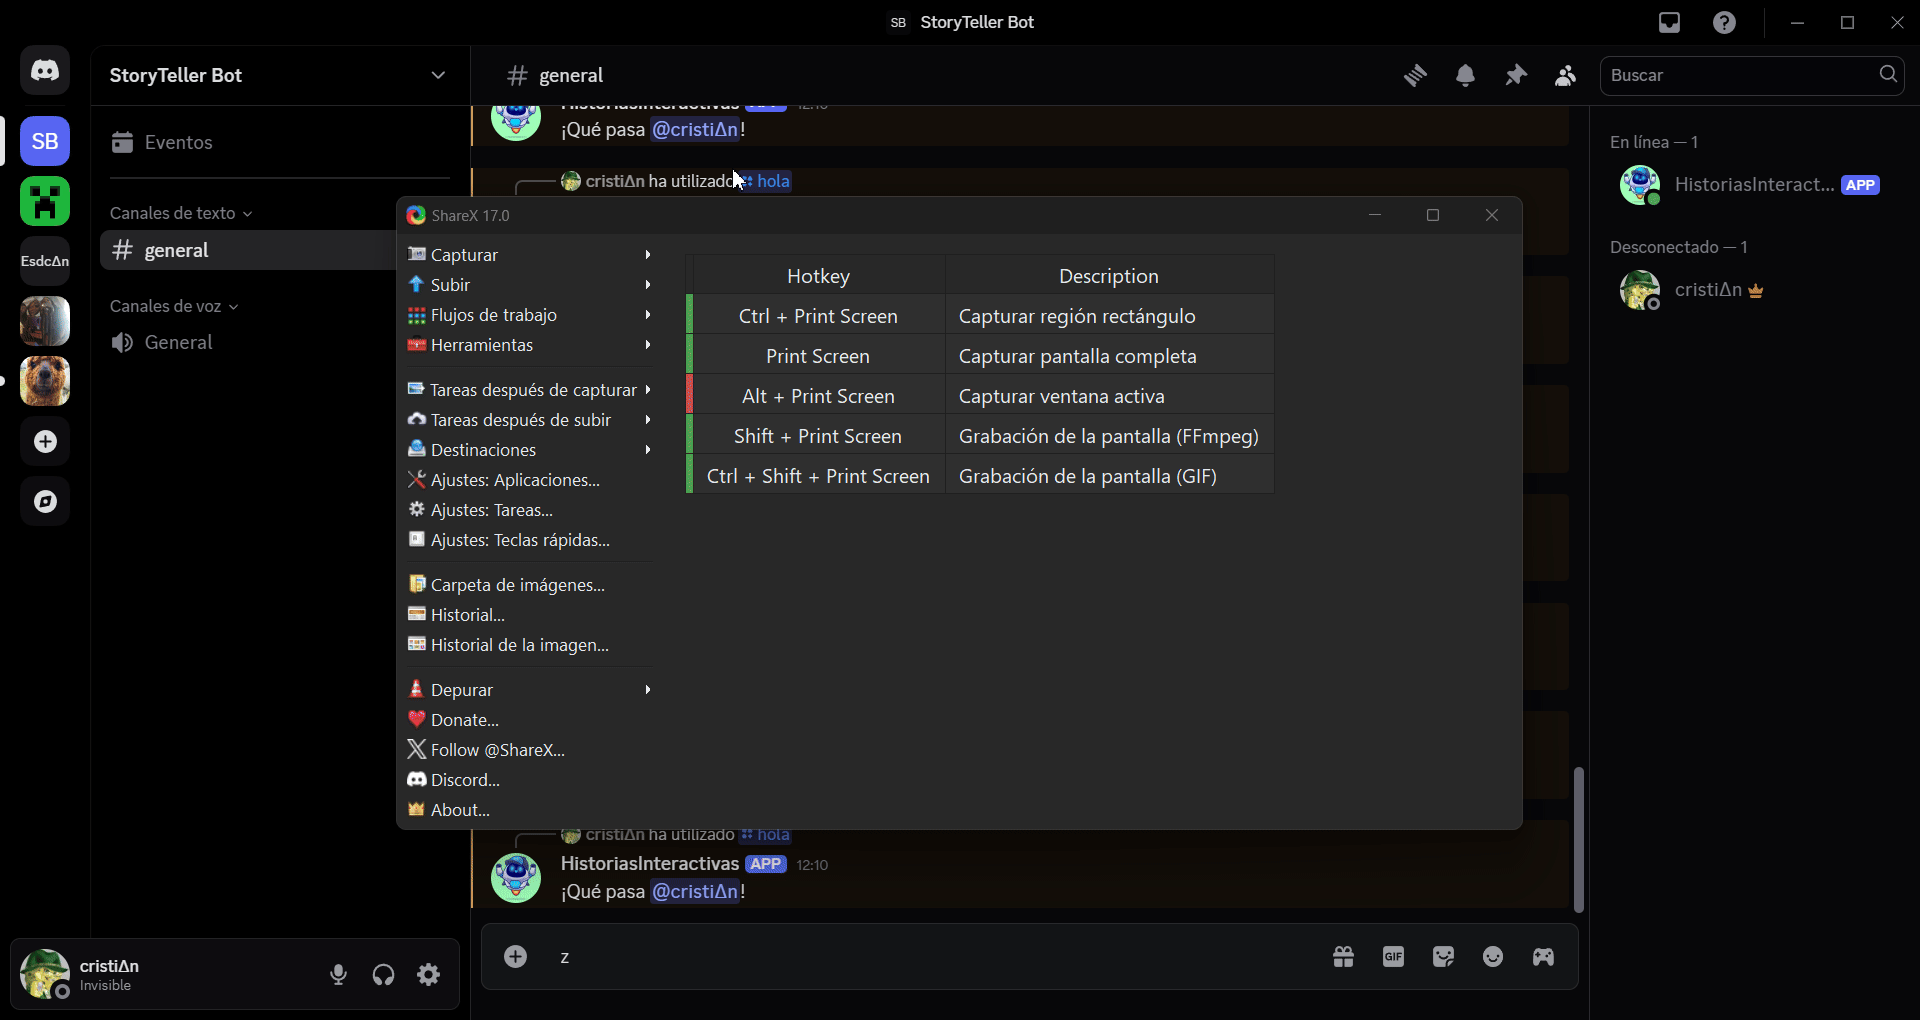 SB StoryTeller Bot
StoryTeller Bot
# general
Buscar
SB
EsdcΔn
Eventos
Canales de texto
# general
Canales de voz
General
HistoriasInteractivas APP 12:10
¡Qué pasa @cristiΔn!
cristiΔn ha utilizado hola
ShareX 17.0
Capturar
Subir
Flujos de trabajo
Herramientas
Tareas después de capturar
Tareas después de subir
Destinaciones
Ajustes: Aplicaciones...
Ajustes: Tareas...
Ajustes: Teclas rápidas...
Carpeta de imágenes...
Historial...
Historial de la imagen...
Depurar
Donate...
Follow @ShareX...
Discord...
About...
Hotkey Description
Ctrl + Print Screen Capturar región rectángulo
Print Screen Capturar pantalla completa
Alt + Print Screen Capturar ventana activa
Shift + Print Screen Grabación de la pantalla (FFmpeg)
Ctrl + Shift + Print Screen Grabación de la pantalla (GIF)
cristiΔn ha utilizado hola
HistoriasInteractivas APP 12:10
¡Qué pasa @cristiΔn!
z
GIF
En línea — 1
HistoriasInteract... APP
Desconectado — 1
cristiΔn
cristiΔn
Invisible